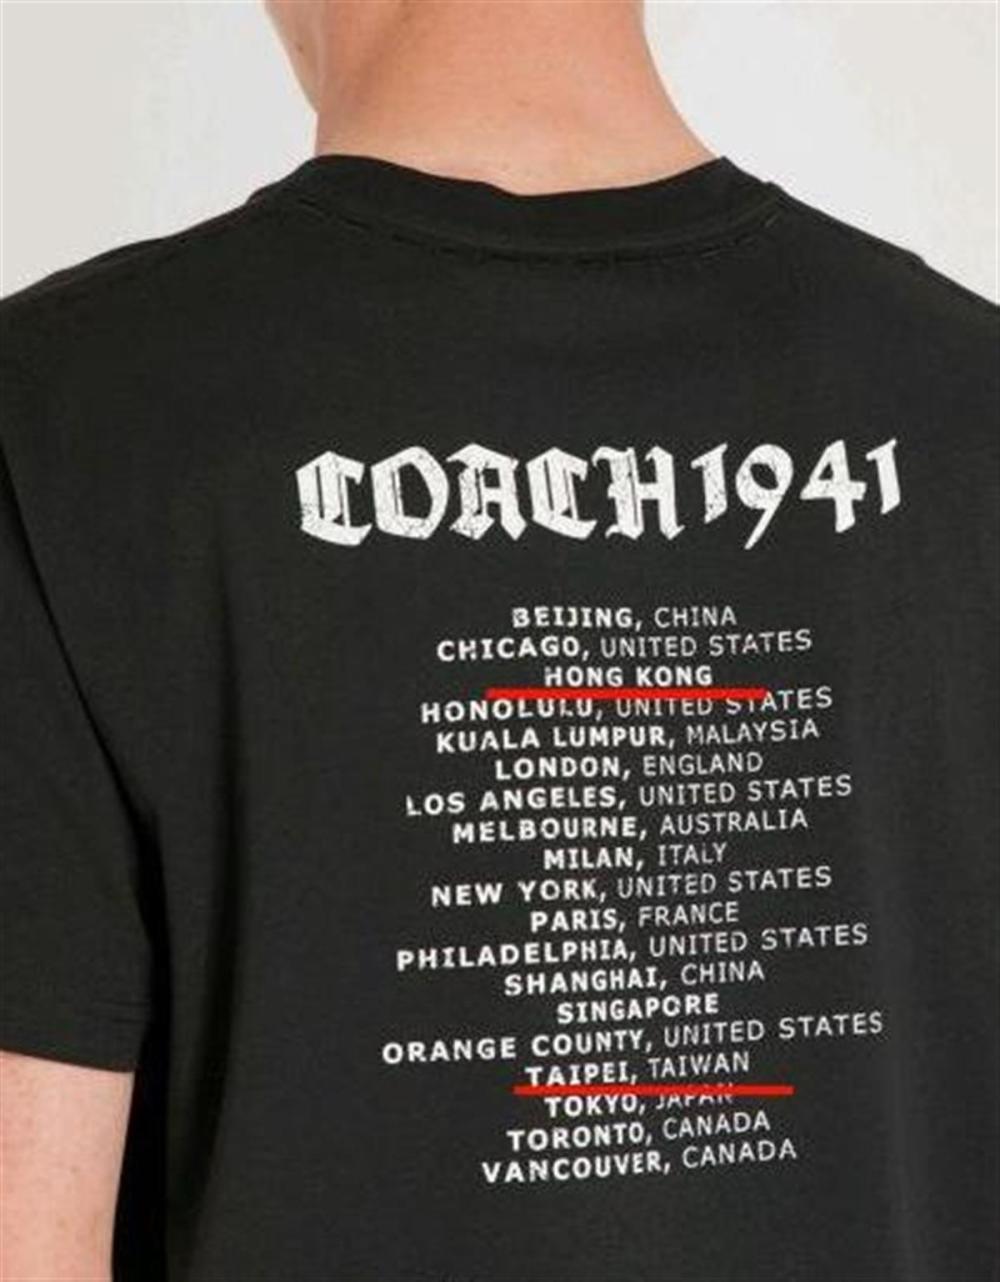 COACH1941
BEIJING, CHINA
CHICAGO, UNITED STATES
HONG KONG
HONOLULU, UNITED STATES
KUALA LUMPUR, MALAYSIA
LONDON, ENGLAND
LOS ANGELES, UNITED STATES
MELBOURNE, AUSTRALIA
MILAN, ITALY
NEW YORK, UNITED STATES
PARIS, FRANCE
PHILADELPHIA, UNITED STATES
SHANGHAI, CHINA
SINGAPORE
ORANGE COUNTY, UNITED STATES
TAIPEI, TAIWAN
TOKYO, JAPAN
TORONTO, CANADA
VANCOUVER, CANADA